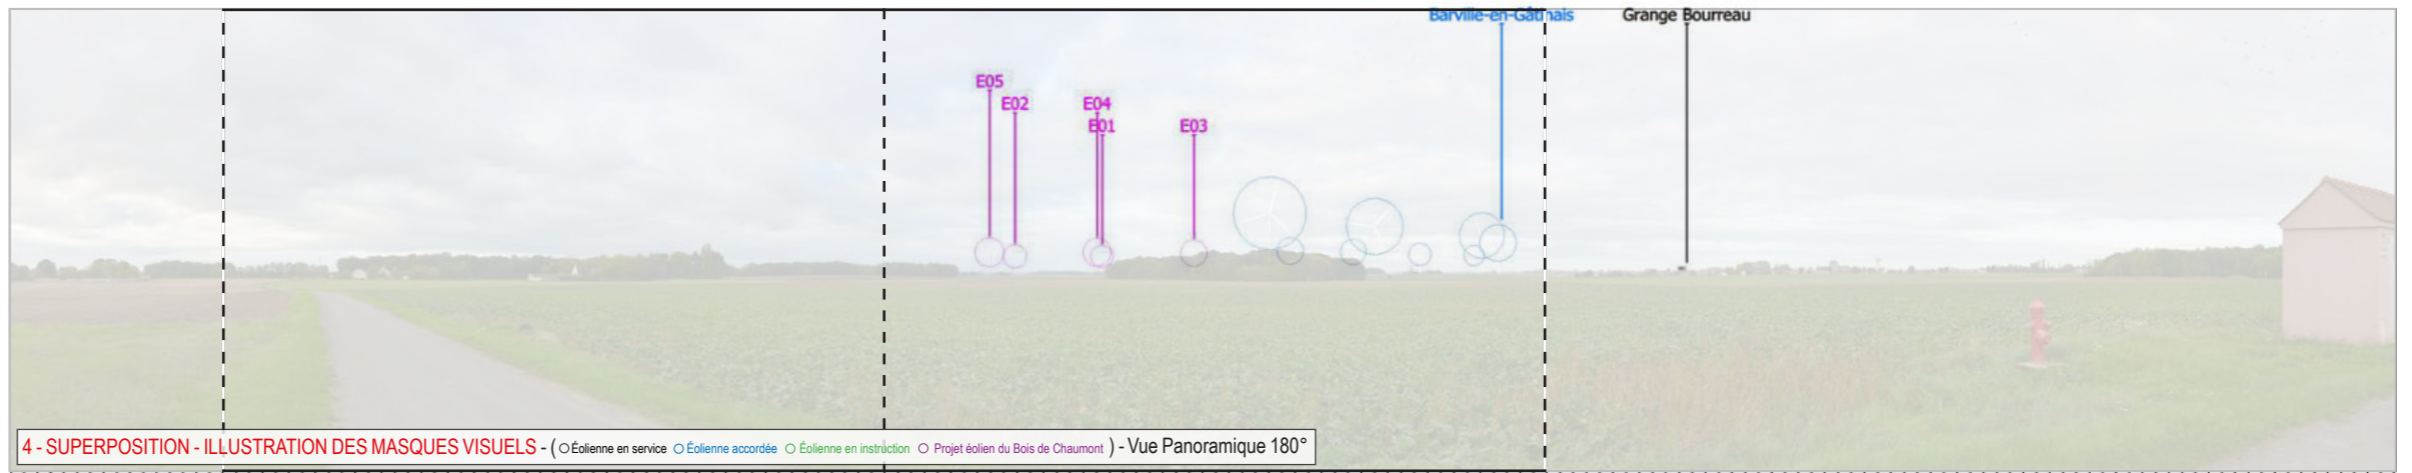 Barville-en-Gâtinais Grange Bourreau
E05
E02 E04
E01 E03
4 - SUPERPOSITION - ILLUSTRATION DES MASQUES VISUELS - ( Éolienne en service Éolienne accordée Éolienne en instruction Projet éolien du Bois de Chaumont ) - Vue Panoramique 180°